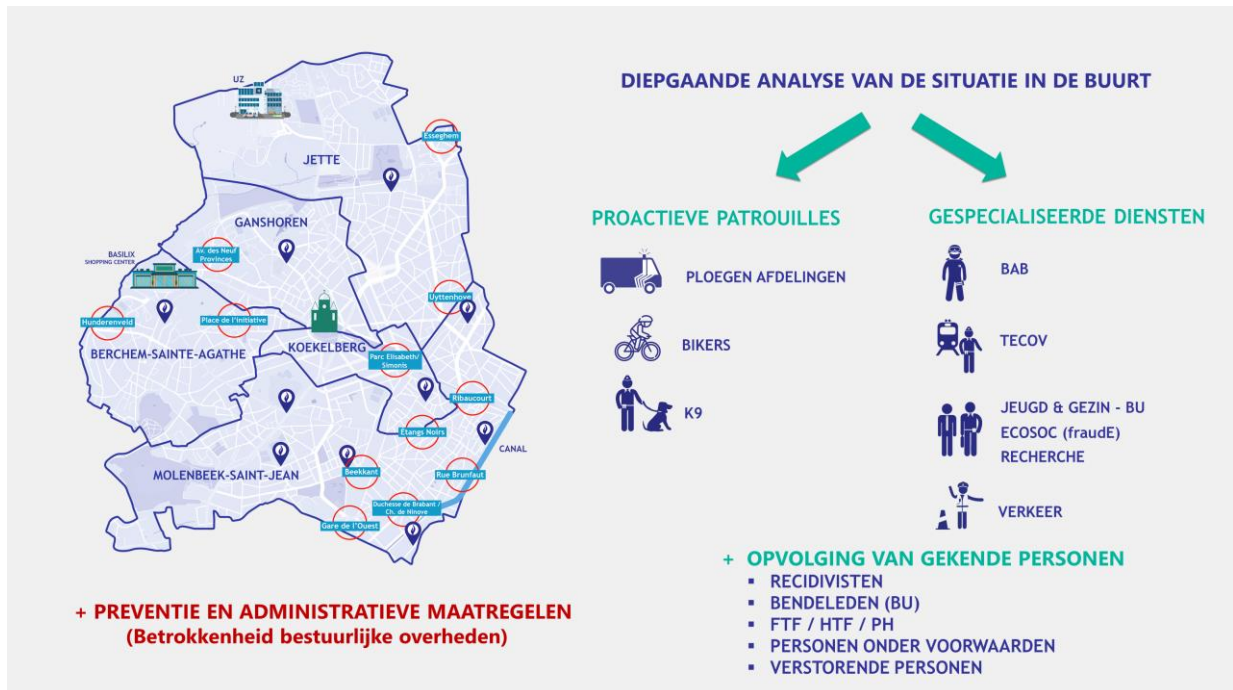 UZ
Esseghem
JETTE
GANSHOREN
Av. des Neuf
Provinces
BASILIX
SHOPPING CENTER
Uyttenhove
Hunderenveld
Place de l'Initiative
BERCHEM-SAINTE-AGATHE
KOEKELBERG
Parc Elisabeth/
Simonis
Ribaucourt
Etangs Noirs
CANAL
MOLENBEEK-SAINT-JEAN
Beekkant
Rue Brunfaut
Duchesse de Brabant /
Ch. de Ninove
Gare de l'Ouest
+ PREVENTIE EN ADMINISTRATIEVE MAATREGELEN
(Betrokkenheid bestuurlijke overheden)
DIEPGAANDE ANALYSE VAN DE SITUATIE IN DE BUURT
PROACTIEVE PATROUILLES
PLOEGEN AFDELINGEN
BIKERS
K9
GESPECIALISEERDE DIENSTEN
BAB
TECOV
JEUGD & GEZIN - BU
ECOSOC (fraudE)
RECHERCHE
VERKEER
+ OPVOLGING VAN GEKENDE PERSONEN
▪ RECIDIVISTEN
▪ BENDELEDEN (BU)
▪ FTF / HTF / PH
▪ PERSONEN ONDER VOORWAARDEN
▪ VERSTORENDE PERSONEN